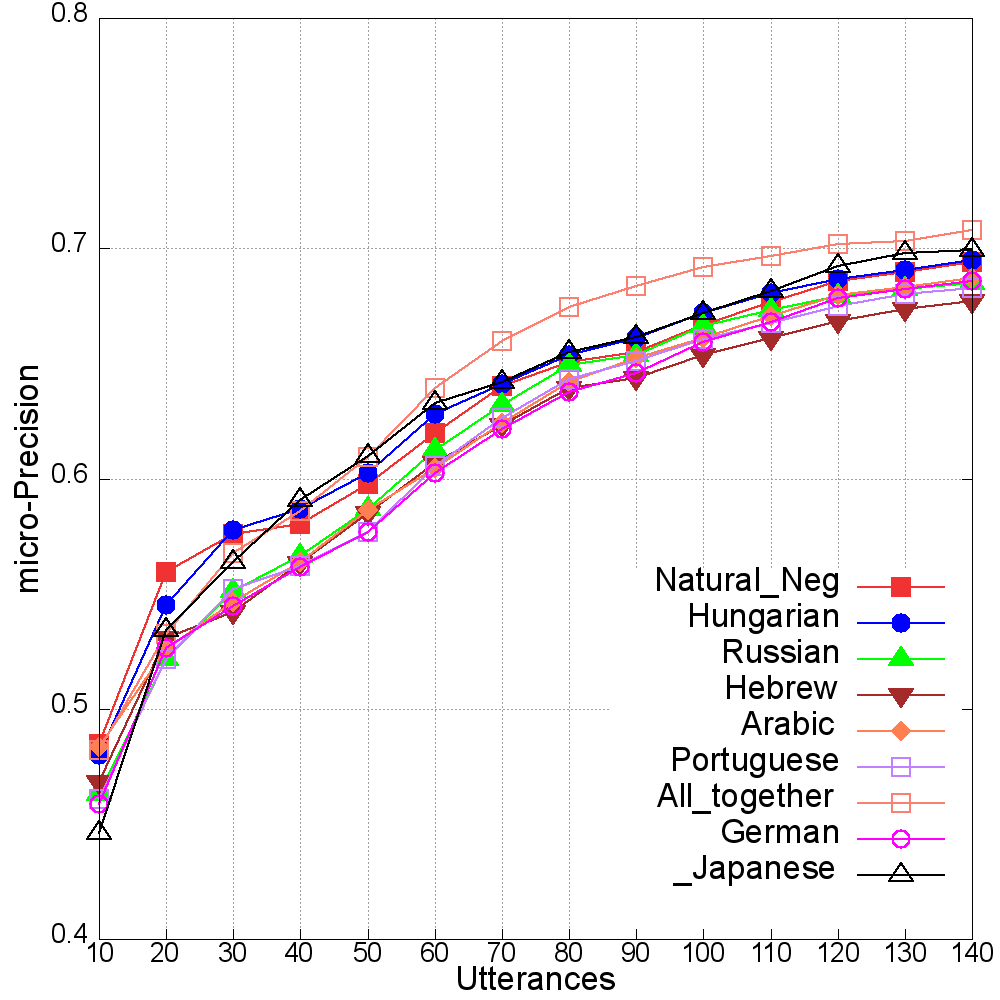 0.8
0.7
0.6
0.5
0.4
micro-Precision
Natural_Neg
Hungarian
Russian
Hebrew
Arabic
Portuguese
All_together
German
_Japanese
10 20 30 40 50 60 70 80 90 100 110 120 130 140
Utterances